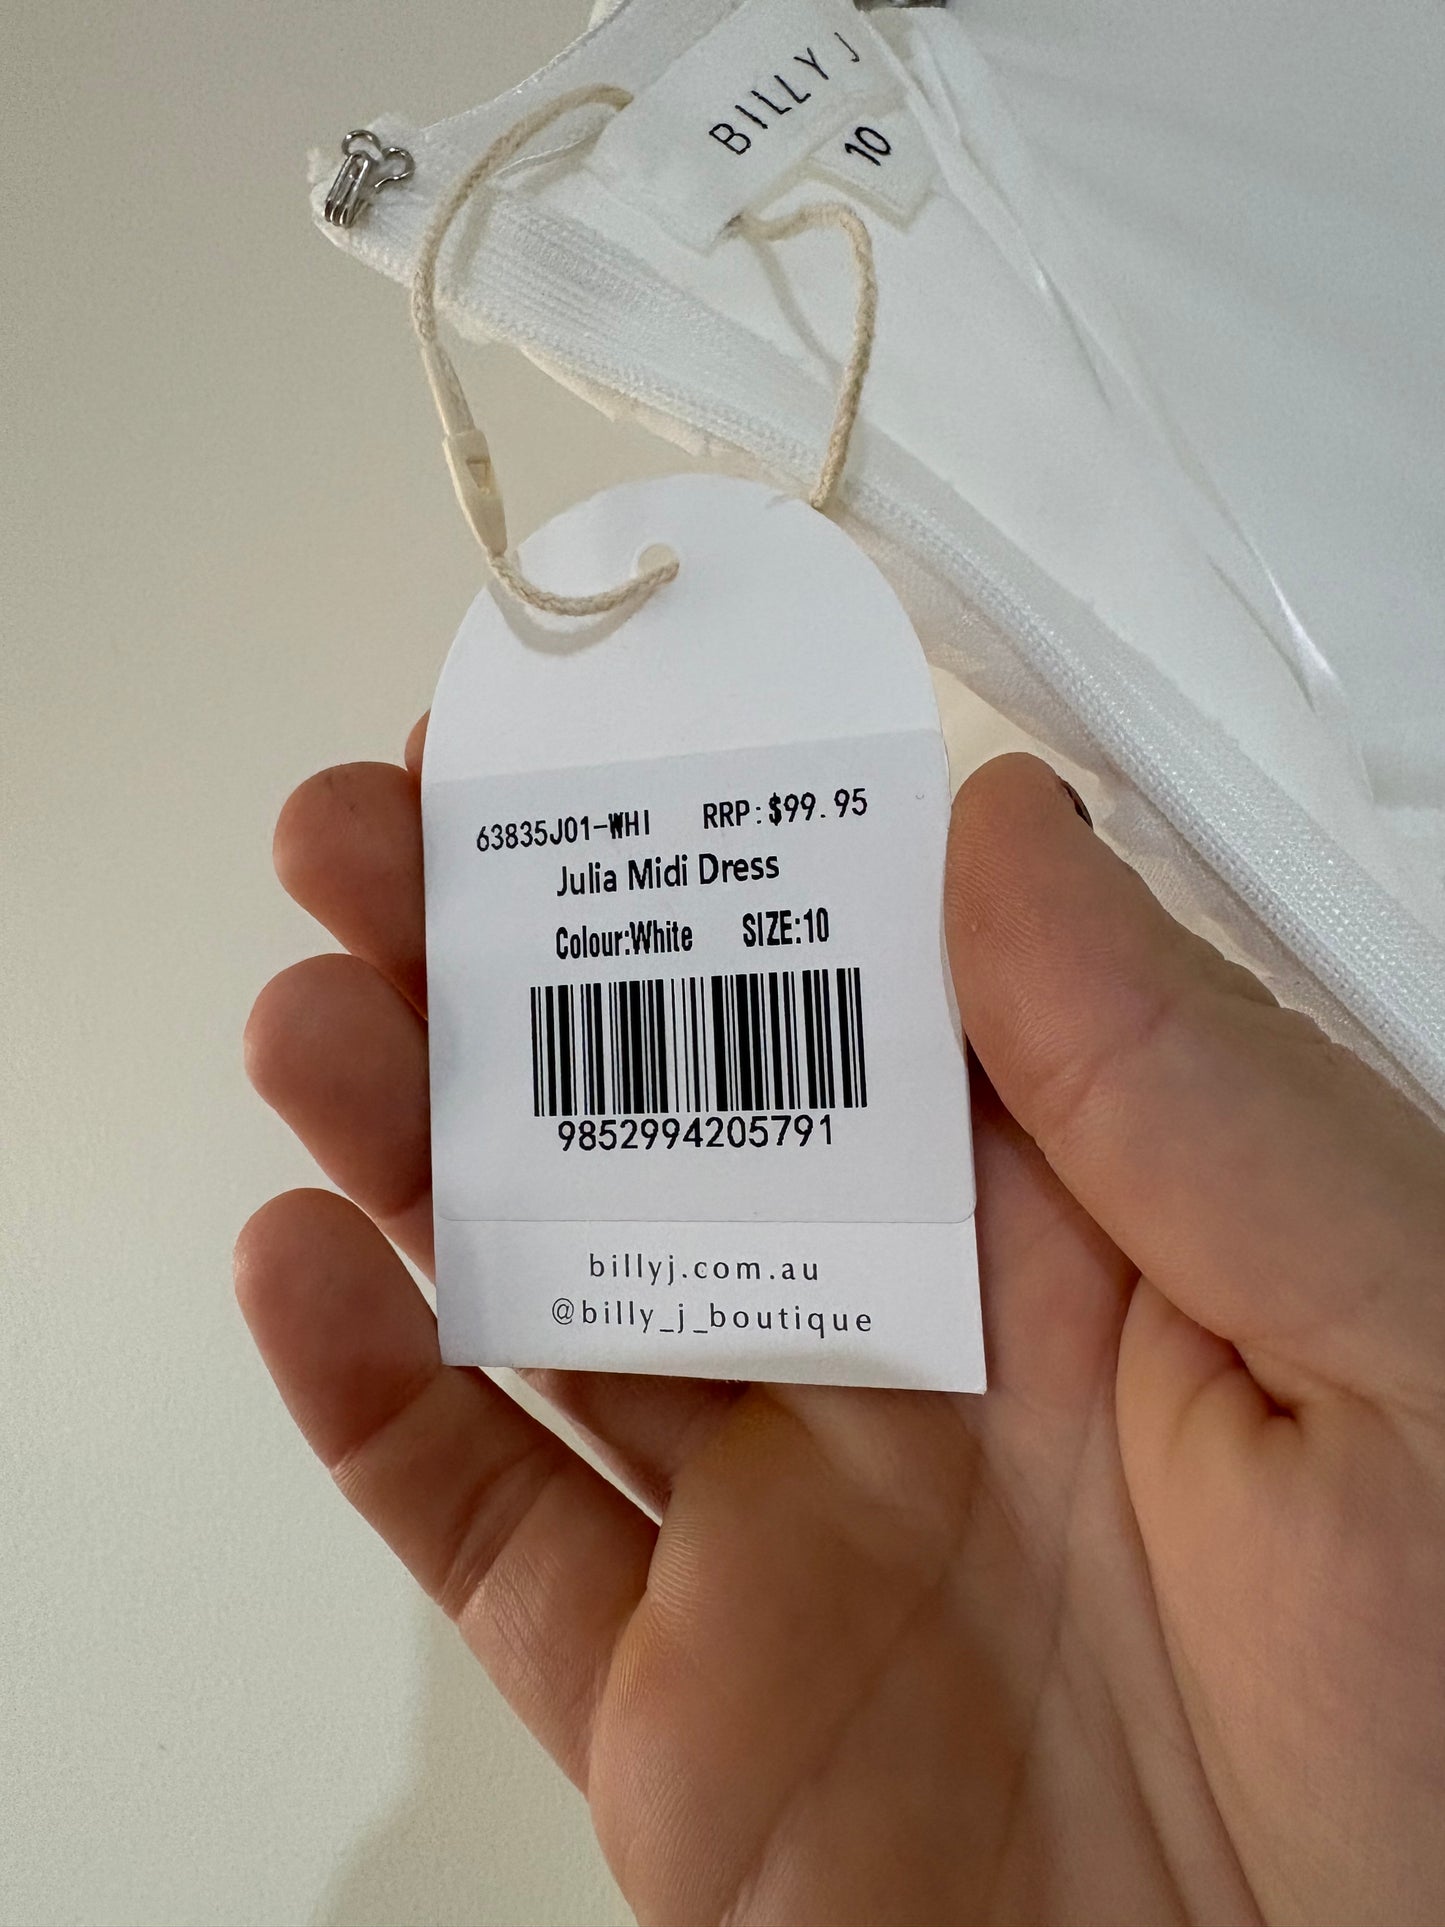 BILLY J
10
63835J01-WHI RRP:$99.95
Julia Midi Dress
Colour:White SIZE:10
9852994205791
billyj.com.au
@billy_j_boutique